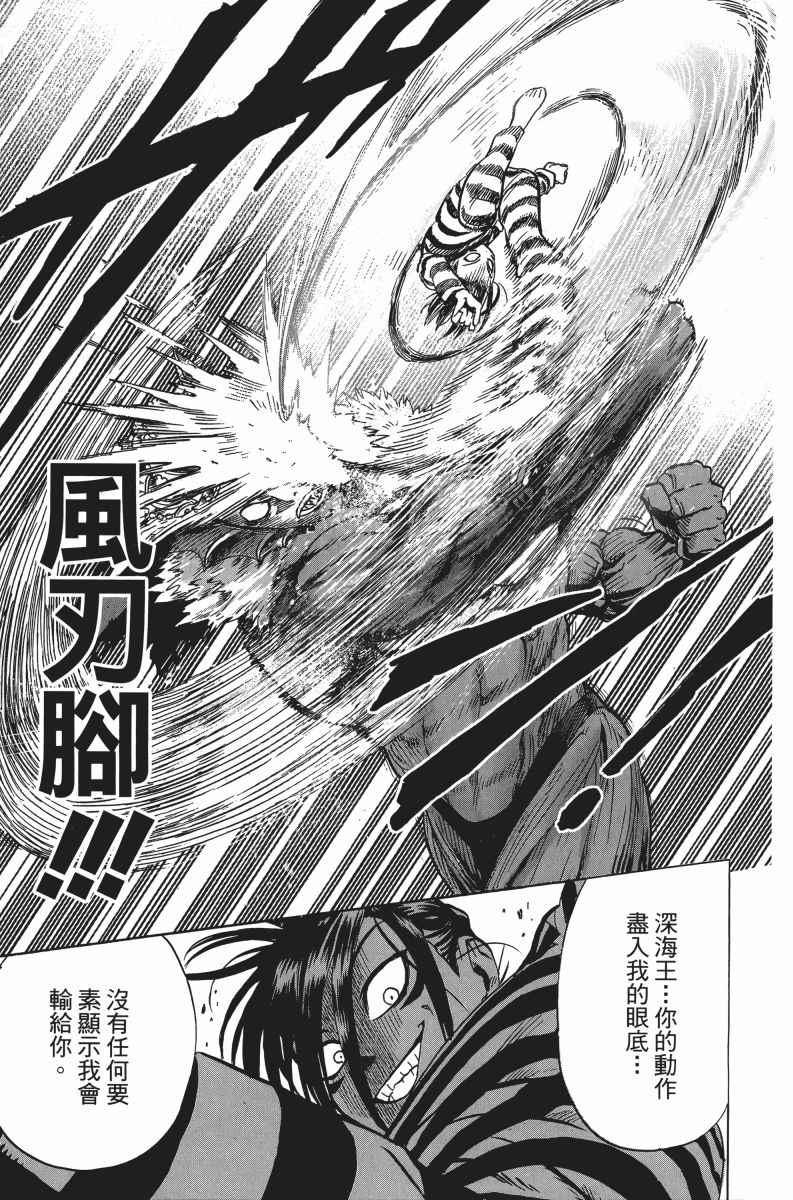 風刃腳!!!
深海王…你的動作
盡入我的眼底…
沒有任何要
素顯示我會
輸給你。